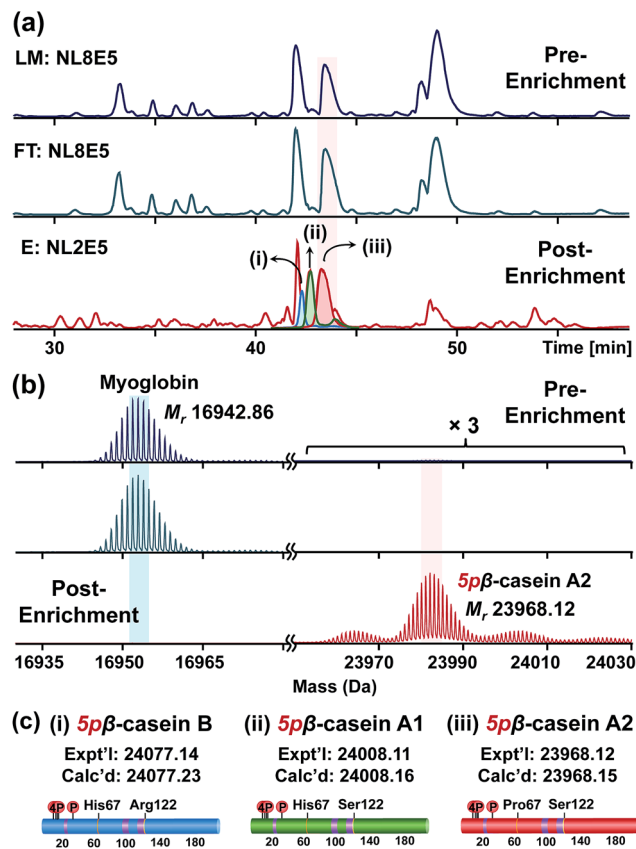 (a)
LM: NL8E5
Pre-
Enrichment
FT: NL8E5
E: NL2E5
(i)
(ii)
(iii)
Post-
Enrichment
30
40
50
Time [min]
(b)
Myoglobin
Mr 16942.86
Pre-
Enrichment
× 3
Post-
Enrichment
5pβ-casein A2
Mr 23968.12
16935
16950
16965
23970
23990
24010
24030
Mass (Da)
(c)
(i) 5pβ-casein B
Expt'l: 24077.14
Calc'd: 24077.23
4P
P
His67
Arg122
20
60
100
140
180
(ii) 5pβ-casein A1
Expt'l: 24008.11
Calc'd: 24008.16
4P
P
His67
Ser122
20
60
100
140
180
(iii) 5pβ-casein A2
Expt'l: 23968.12
Calc'd: 23968.15
4P
P
Pro67
Ser122
20
60
100
140
180